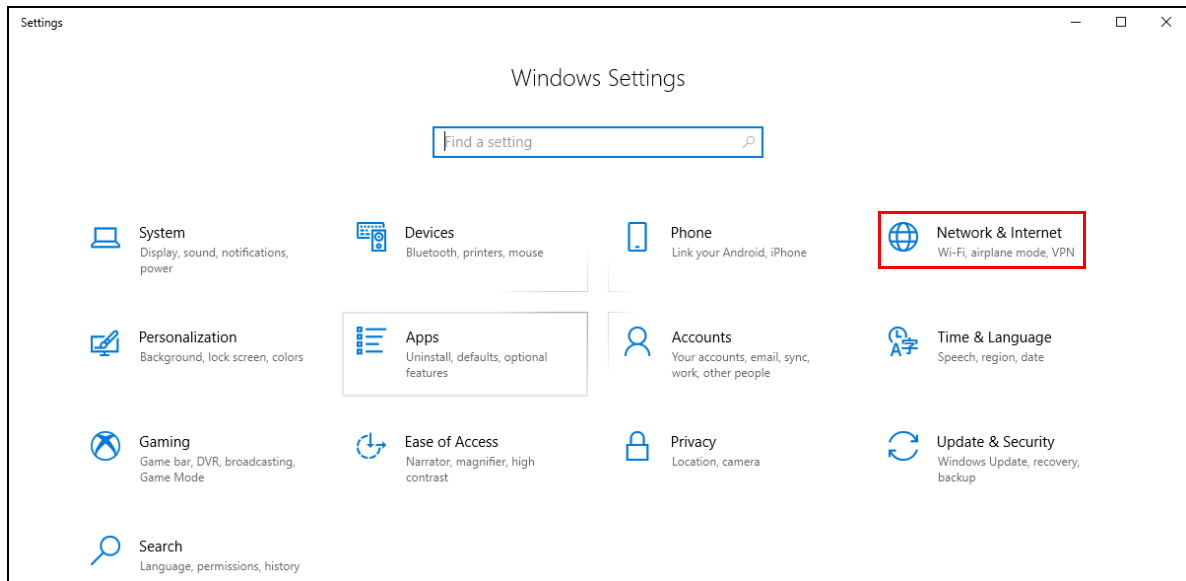 Settings
Windows Settings
Find a setting
System
Display, sound, notifications,
power
Devices
Bluetooth, printers, mouse
Phone
Link your Android, iPhone
Network & Internet
Wi-Fi, airplane mode, VPN
Personalization
Background, lock screen, colors
Apps
Uninstall, defaults, optional
features
Accounts
Your accounts, email, sync,
work, other people
Time & Language
Speech, region, date
Gaming
Game bar, DVR, broadcasting,
Game Mode
Ease of Access
Narrator, magnifier, high
contrast
Privacy
Location, camera
Update & Security
Windows Update, recovery,
backup
Search
Language, permissions, history